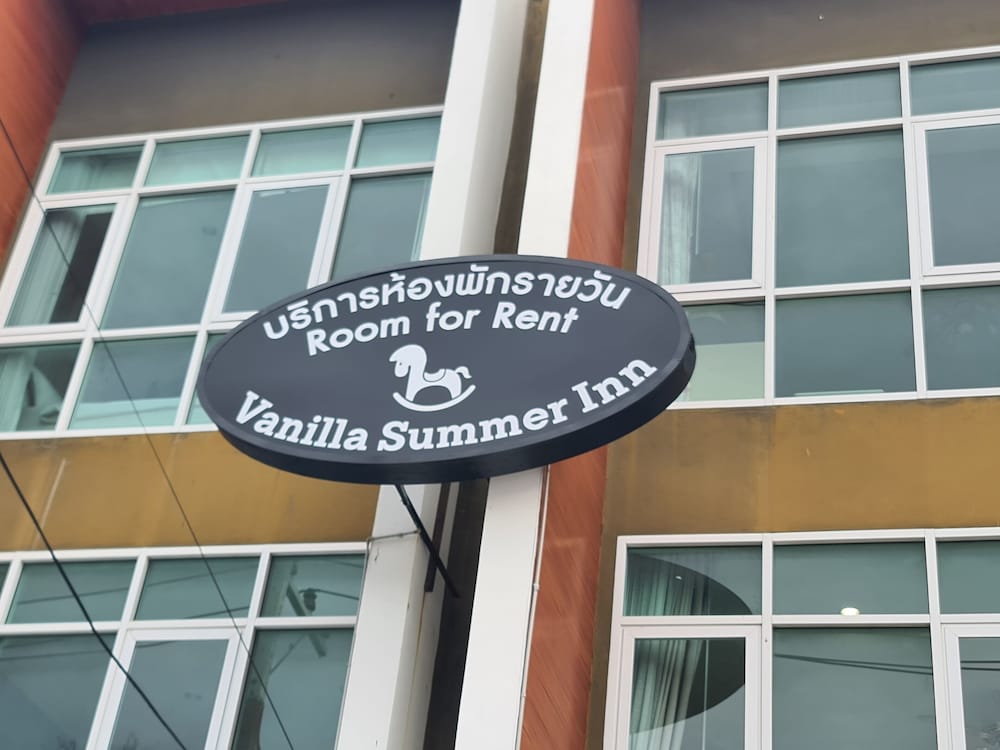 บริการห้องพักรายวัน
Room for Rent
Vanilla Summer Inn